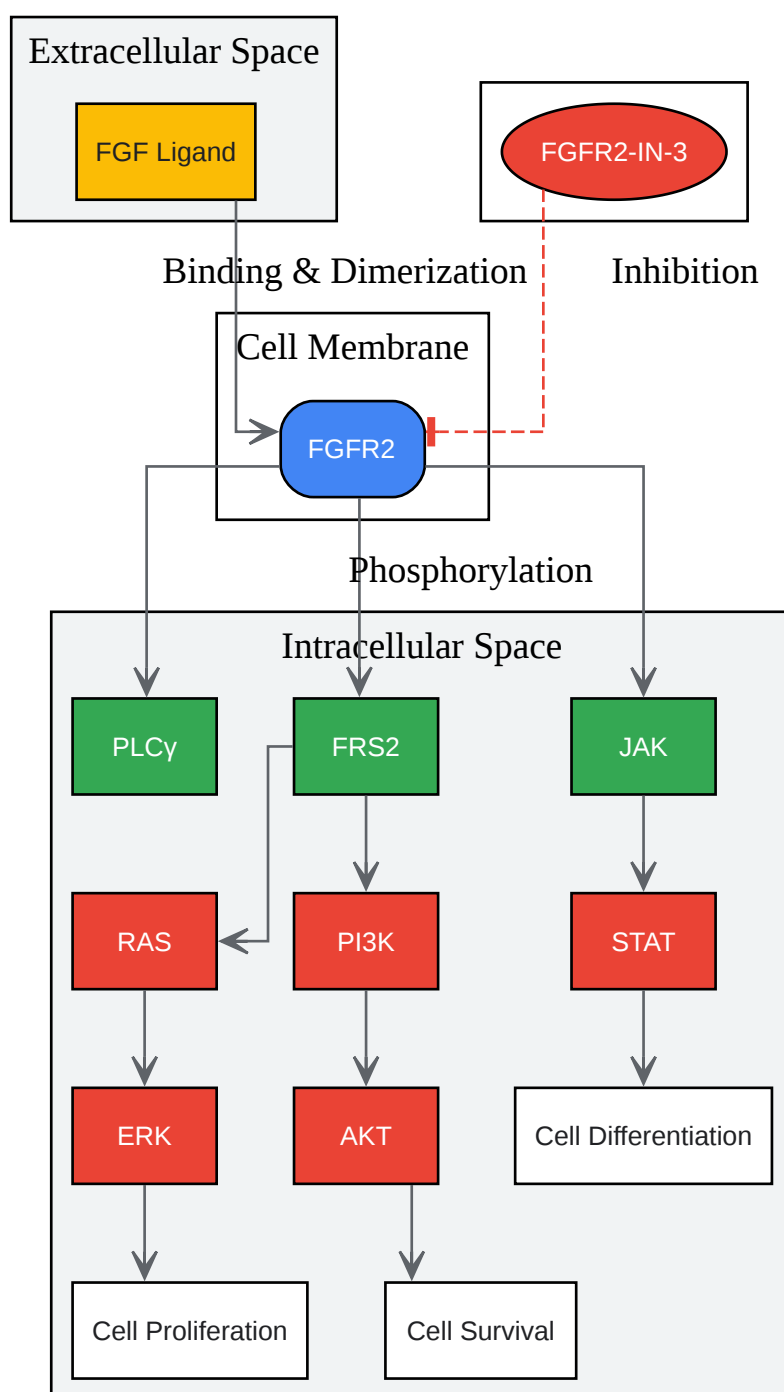 Extracellular Space
FGF Ligand
FGFR2-IN-3
Binding & Dimerization
Inhibition
Cell Membrane
FGFR2
Phosphorylation
Intracellular Space
PLCγ
FRS2
JAK
RAS
PI3K
STAT
ERK
AKT
Cell Differentiation
Cell Proliferation
Cell Survival